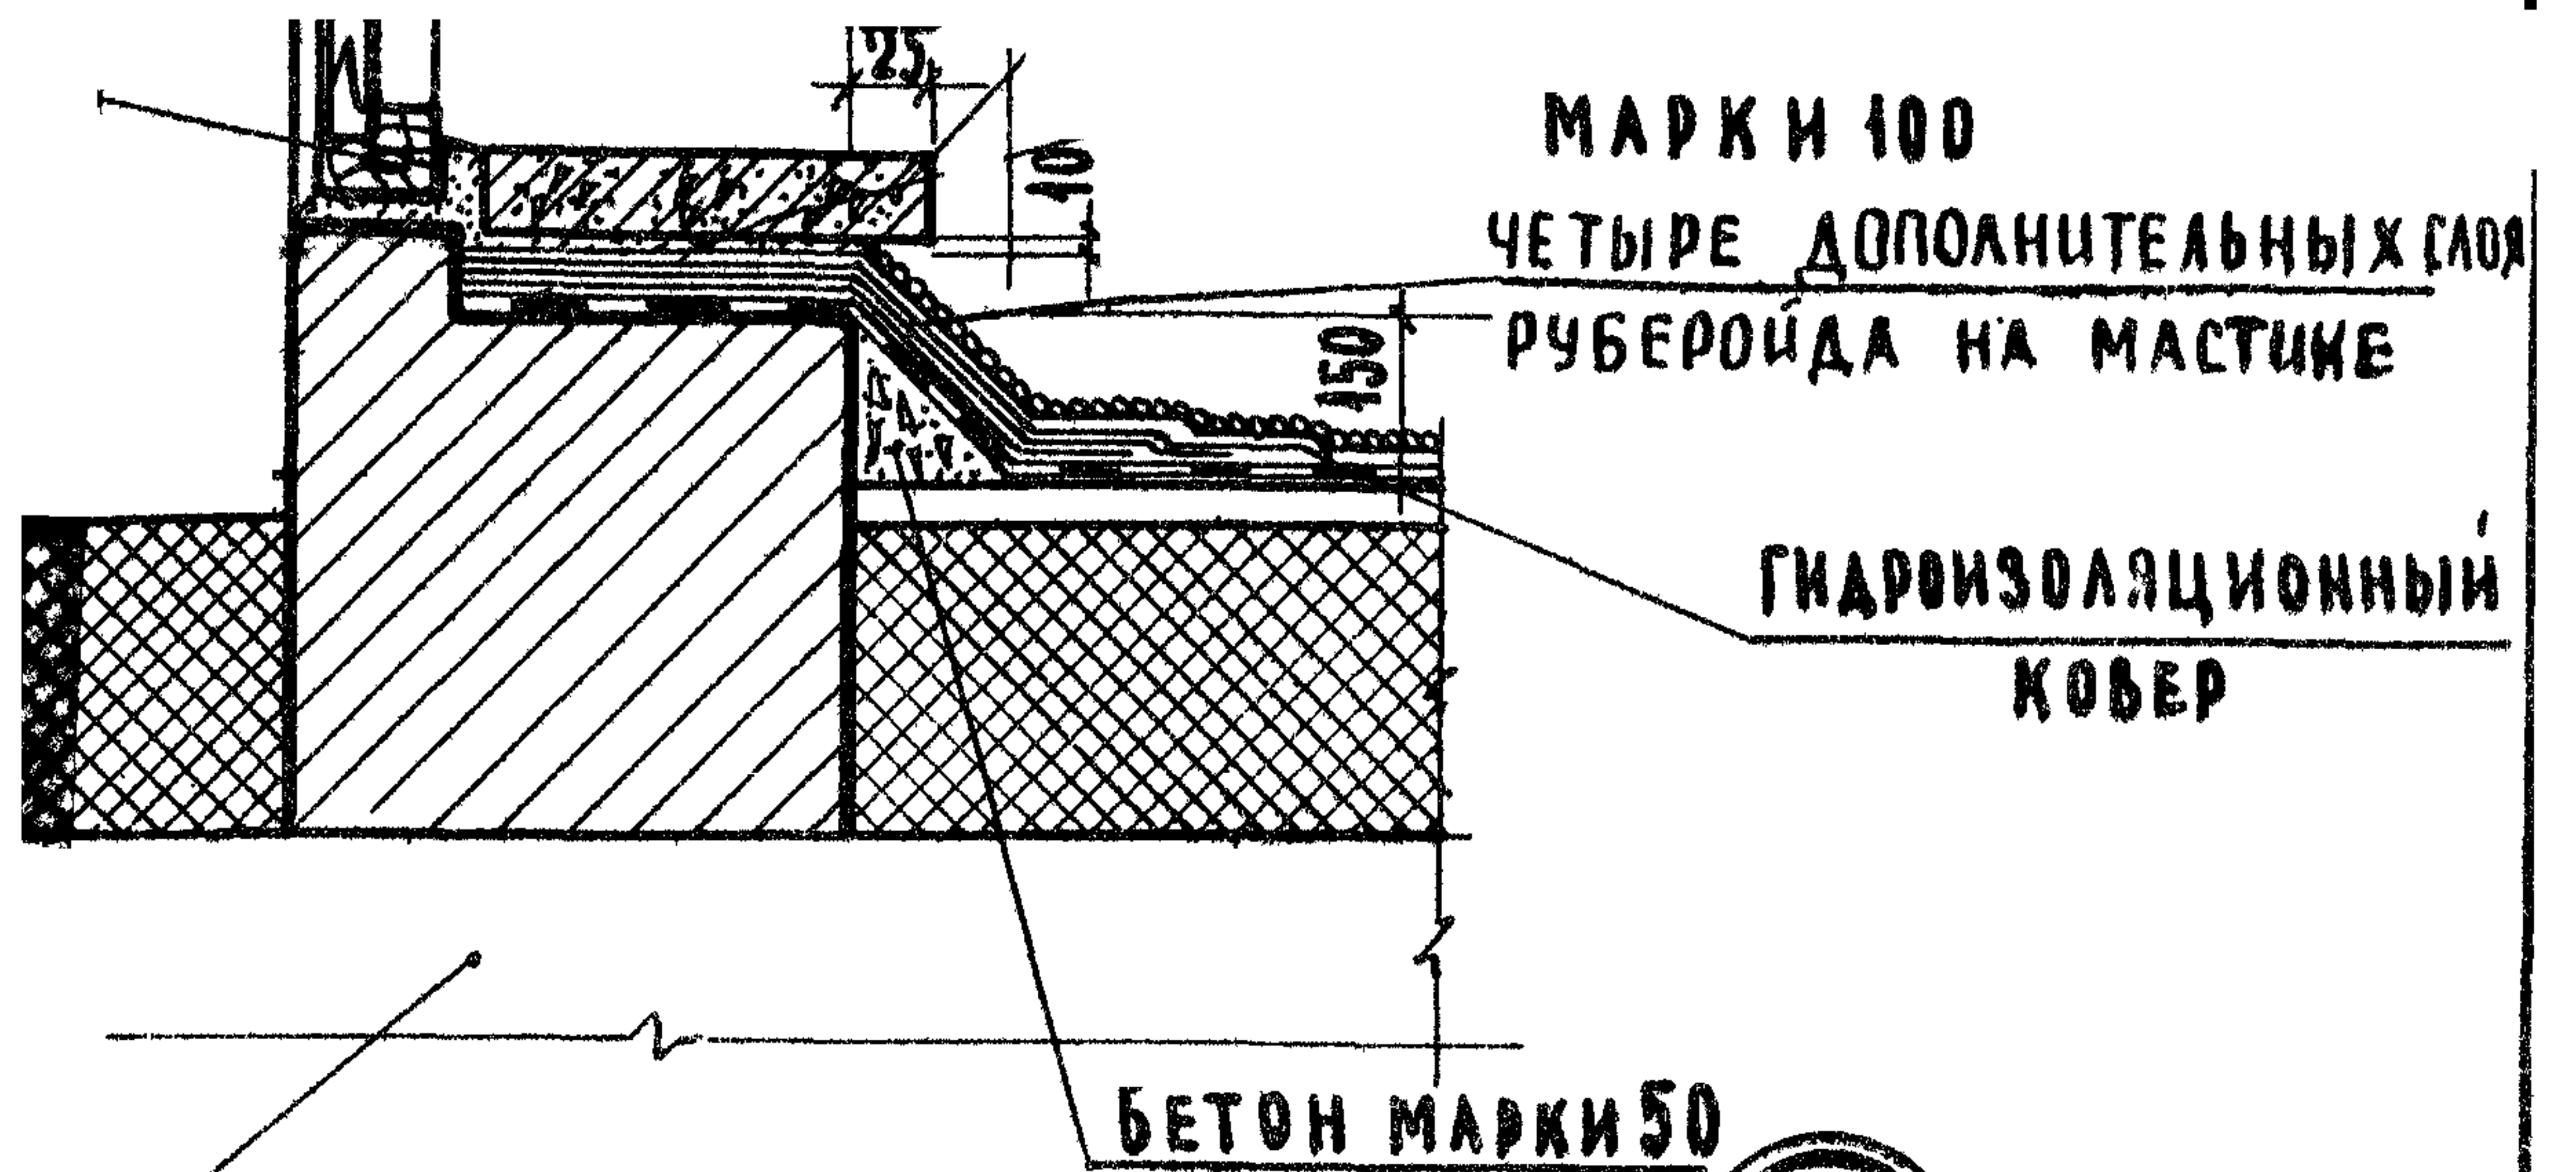 25
10
МАРКИ 100
ЧЕТЫРЕ ДОПОЛНИТЕЛЬНЫХ СЛОЯ
РУБЕРОЙДА НА МАСТИКЕ
150
ГИДРОИЗОЛЯЦИОННЫЙ
КОВЕР
БЕТОН МАРКИ 50